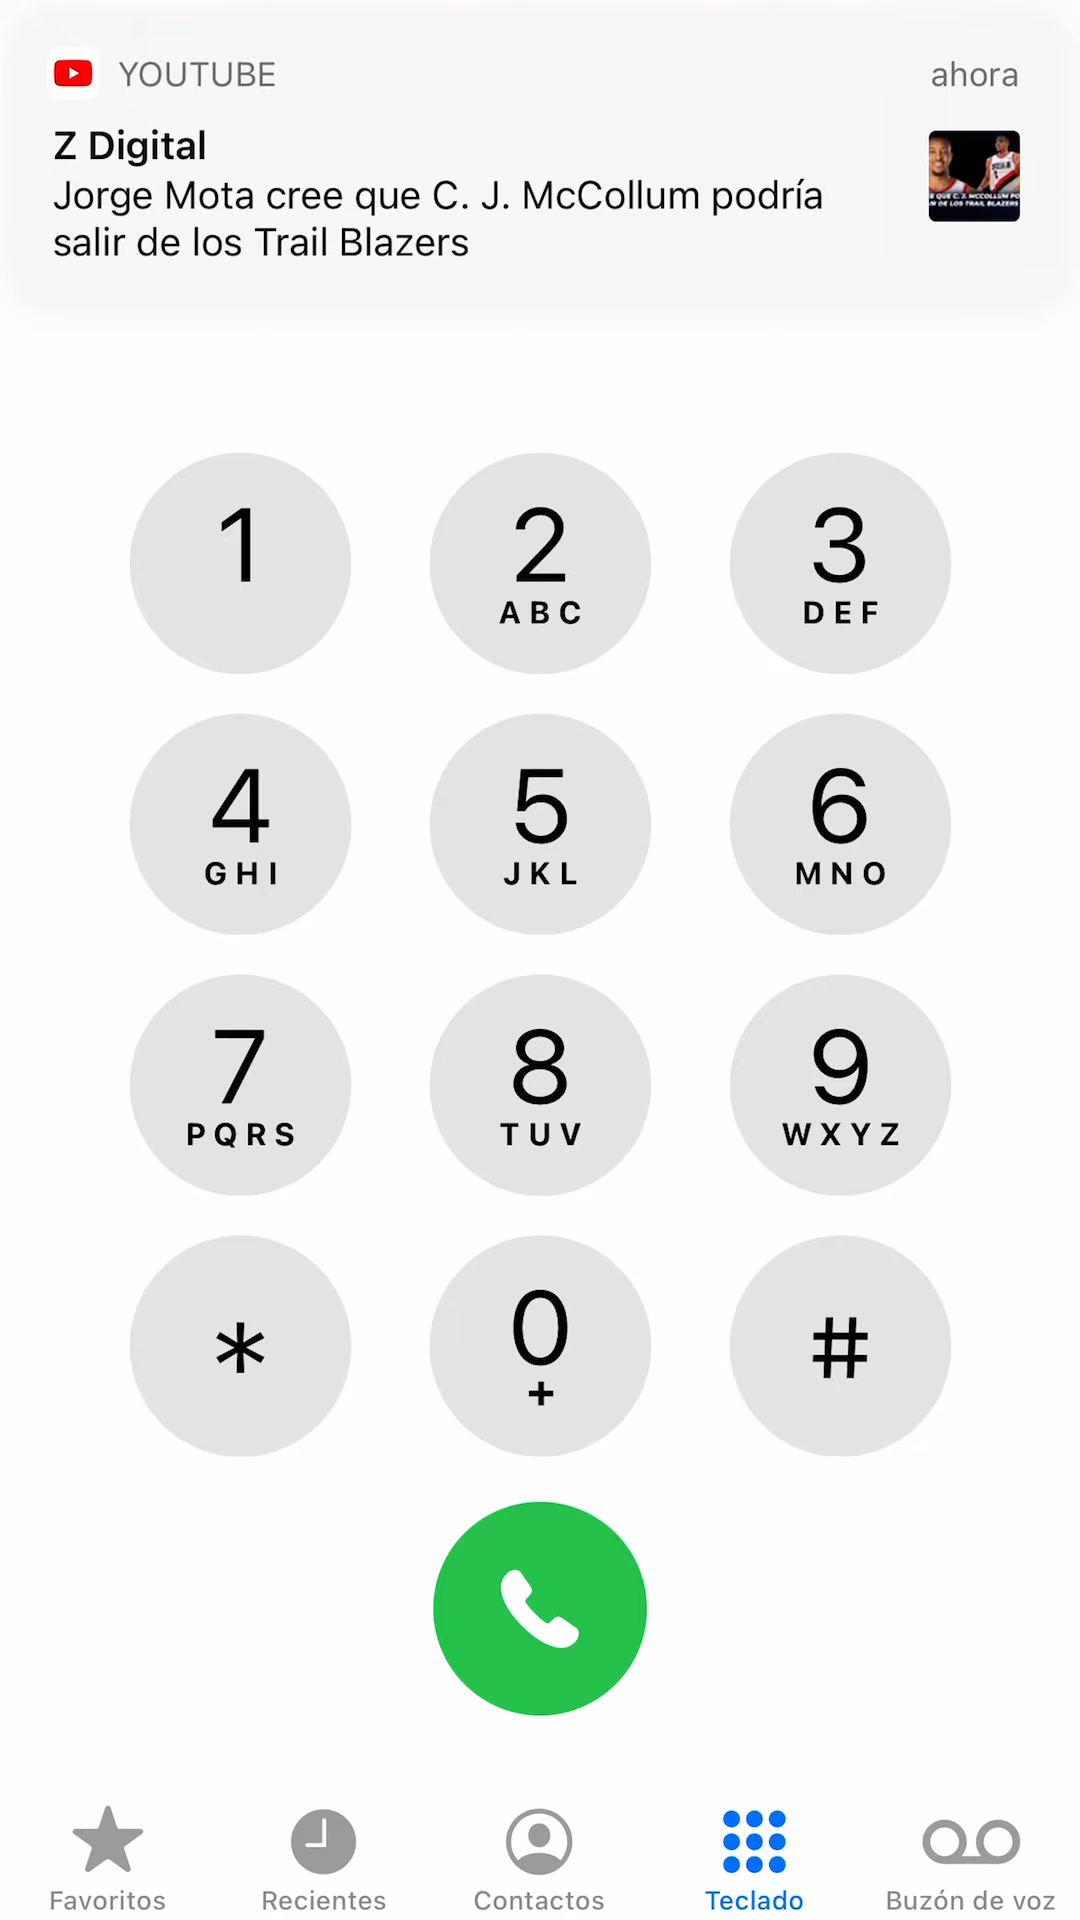 YOUTUBE
ahora
Z Digital
Jorge Mota cree que C. J. McCollum podría
salir de los Trail Blazers
1
2
3
ABC
DEF
4
5
6
GHI
JKL
MNO
7
8
9
PQRS
TUV
WXYZ
*
0
#
+
Favoritos
Recientes
Contactos
Teclado
Buzón de voz